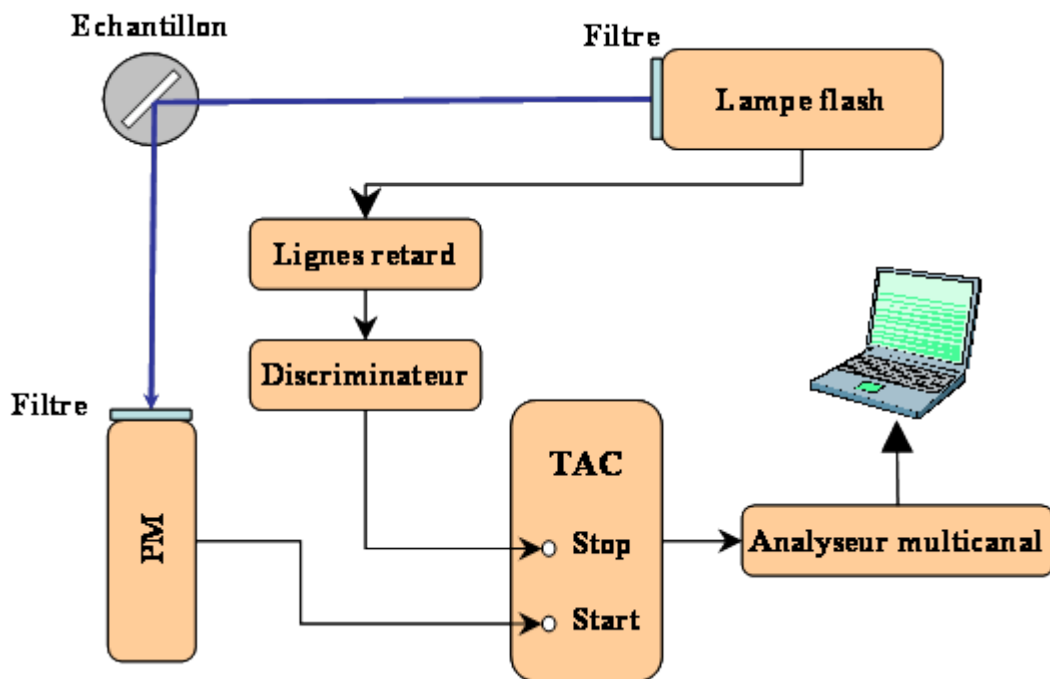 Echantillon
Filtre
Lampe flash
Lignes retard
Discriminateur
Filtre
PM
TAC
Stop
Start
Analyseur multicanal